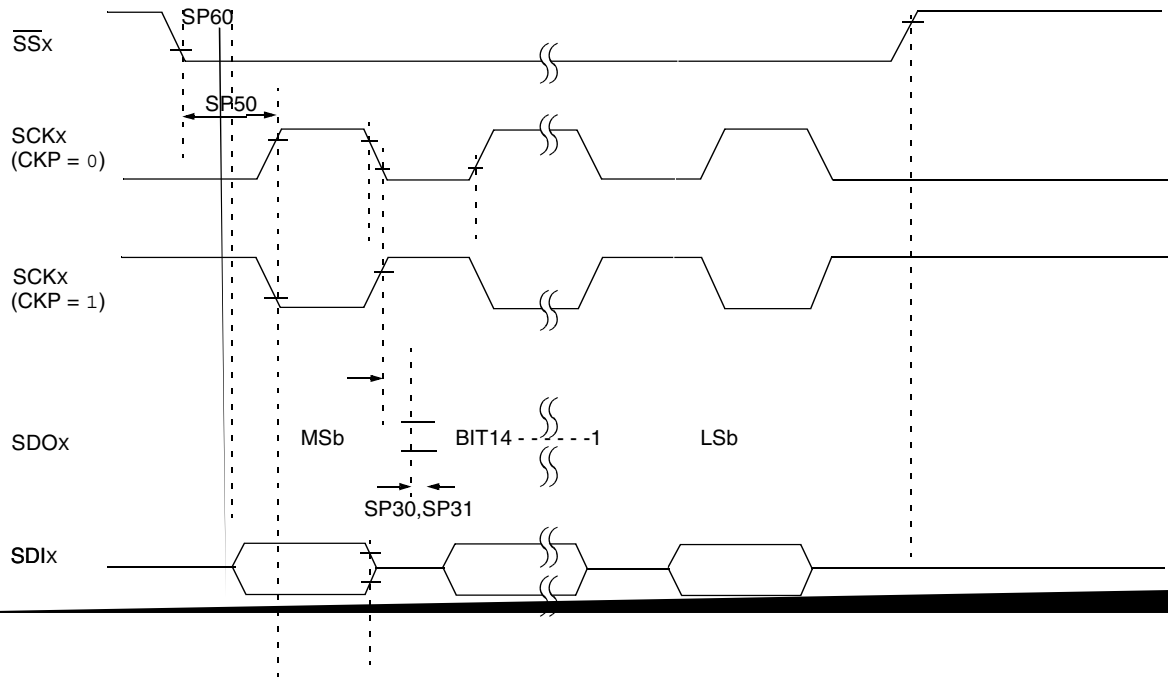 SP60
SSx
SP50
SCKx
(CKP = 0)
SCKx
(CKP = 1)
SDOx
MSb
BIT14 - - - - - -1
LSb
SP30,SP31
SDIx